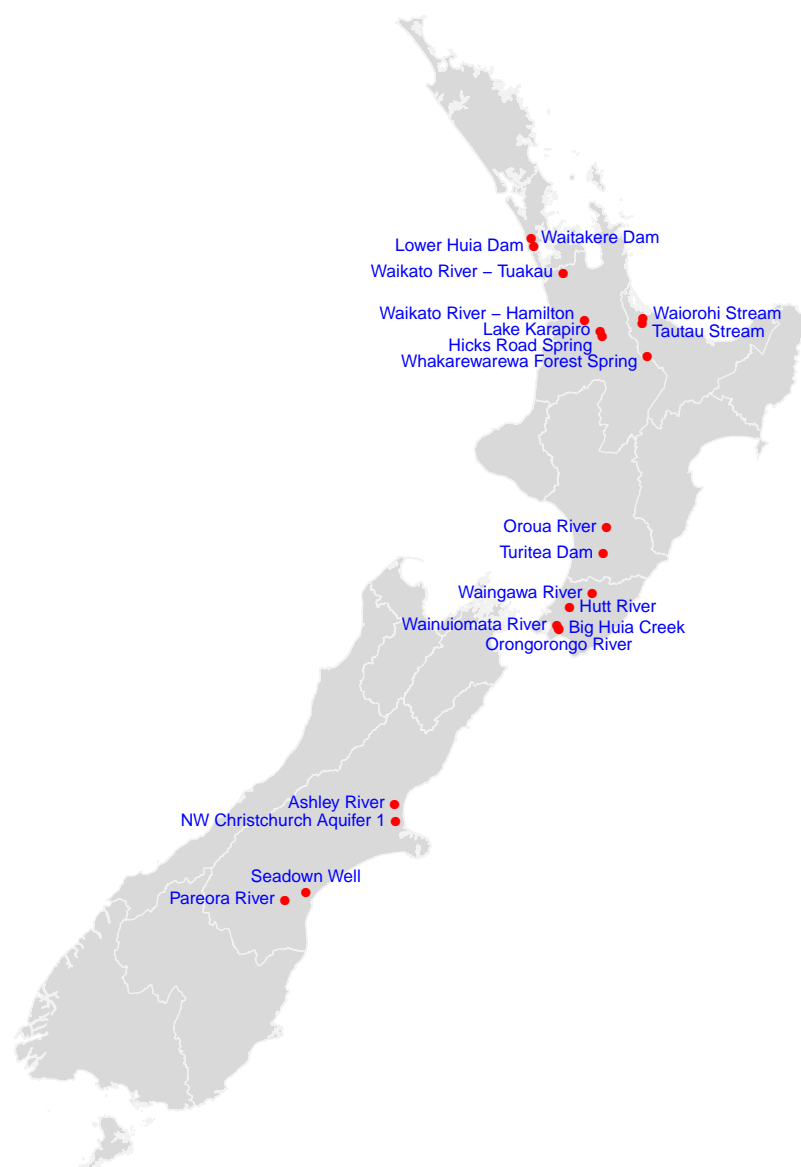 Waitakere Dam
Lower Huia Dam
Waikato River – Tuakau
Waikato River – Hamilton
Waiorohi Stream
Lake Karapiro
Tautau Stream
Hicks Road Spring
Whakarewarewa Forest Spring
Oroua River
Turitea Dam
Waingawa River
Hutt River
Wainuiomata River
Big Huia Creek
Orongorongo River
Ashley River
NW Christchurch Aquifer 1
Seadown Well
Pareora River